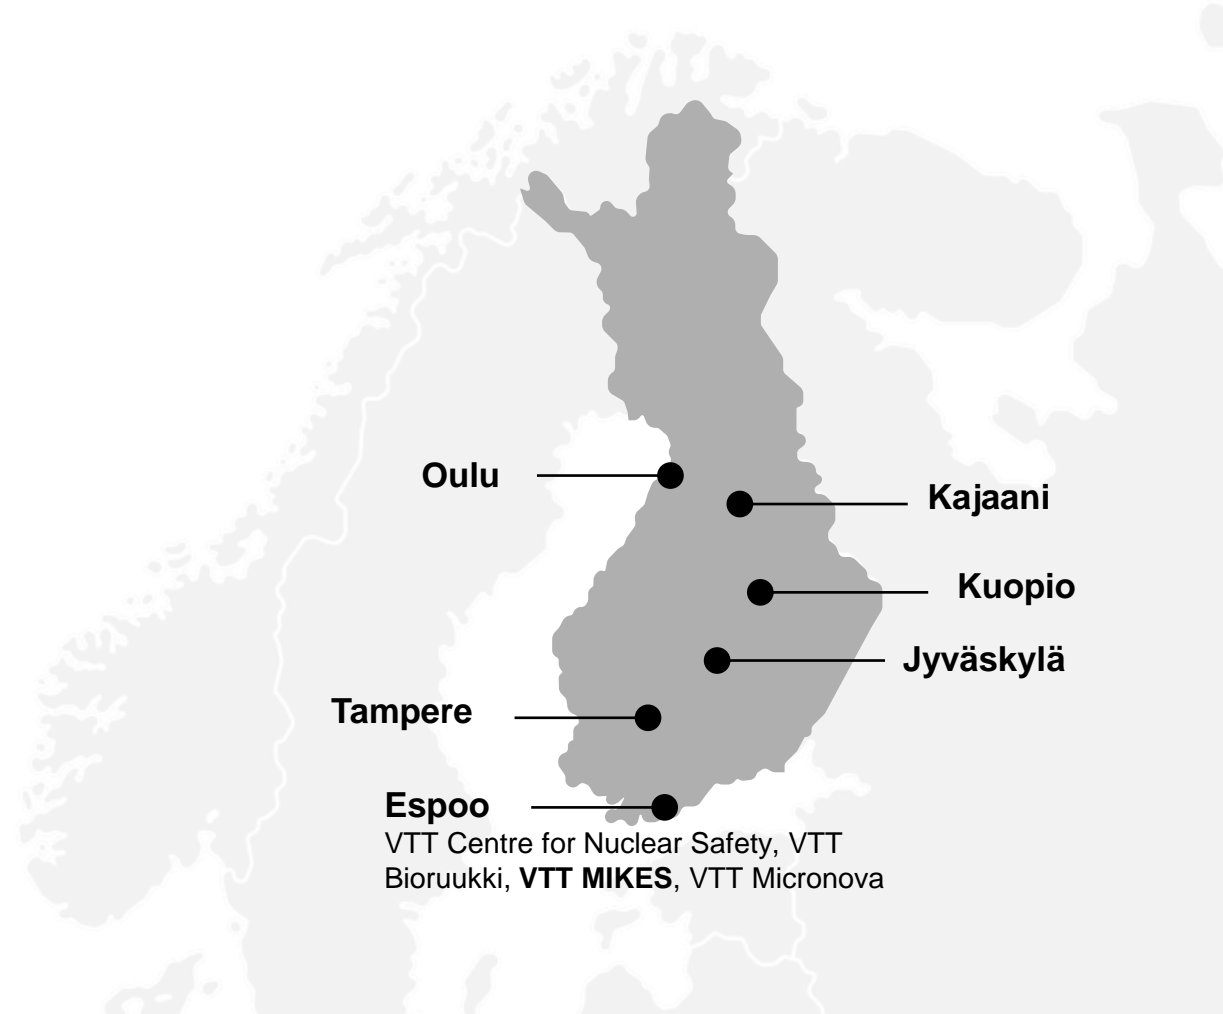 Oulu
Kajaani
Kuopio
Jyväskylä
Tampere
Espoo
VTT Centre for Nuclear Safety, VTT
Bioruukki, VTT MIKES, VTT Micronova